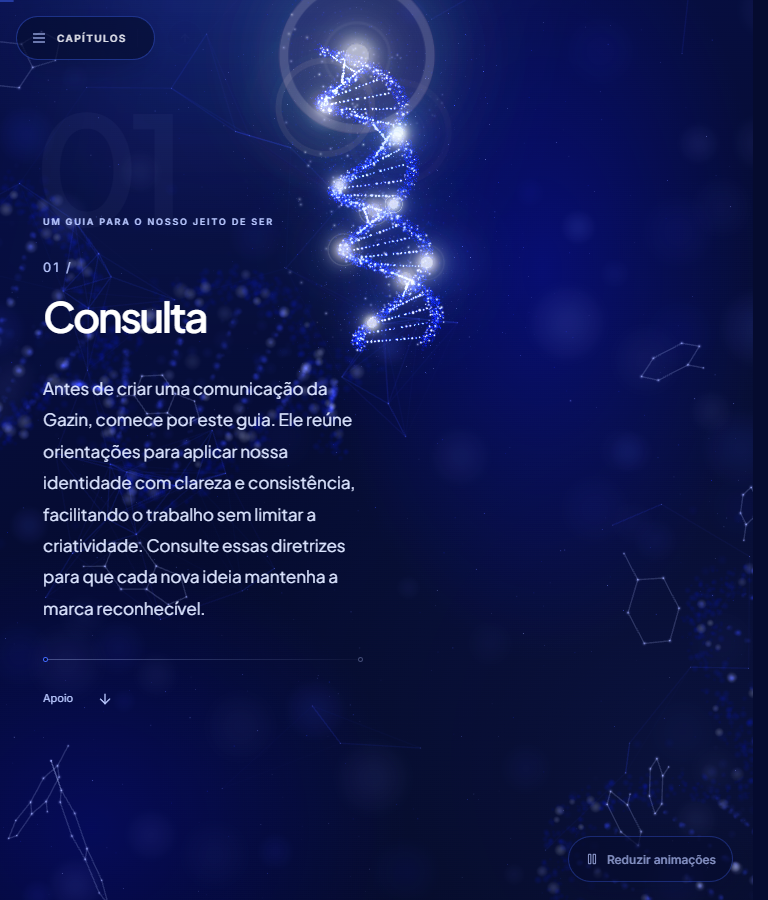 CAPÍTULOS
01
UM GUIA PARA O NOSSO JEITO DE SER
01 /
Consulta
Antes de criar uma comunicação da
Gazin, comece por este guia. Ele reúne
orientações para aplicar nossa
identidade com clareza e consistência,
facilitando o trabalho sem limitar a
criatividade. Consulte essas diretrizes
para que cada nova ideia mantenha a
marca reconhecível.
Apoio
Reduzir animações